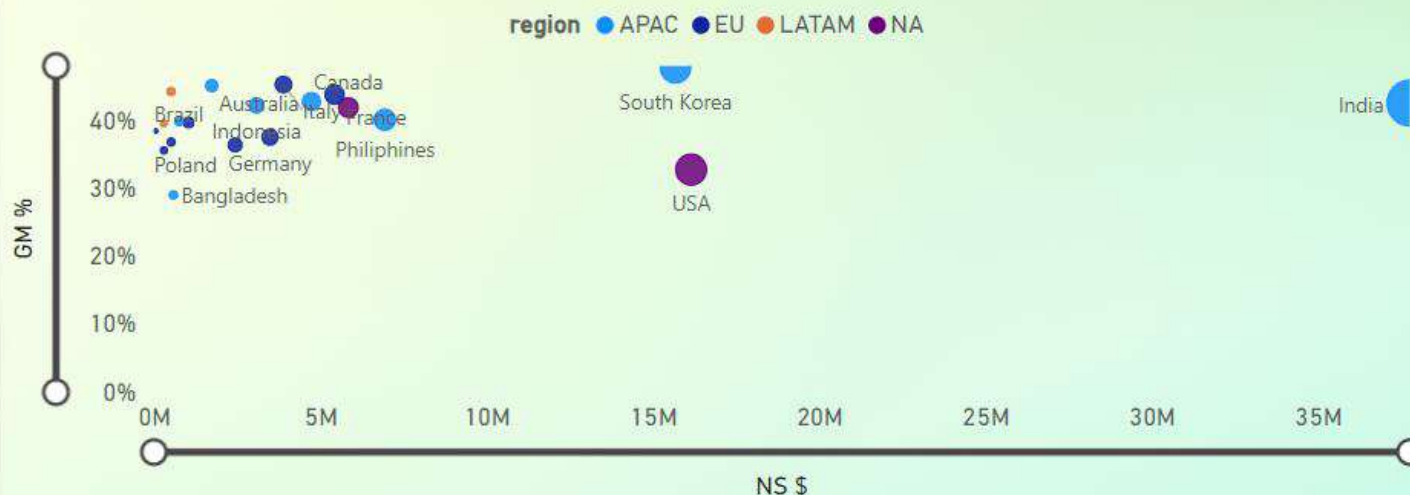 region APAC EU LATAM NA
Canada
South Korea
India
Brazil Australia Italy France
40%
Indonesia
Philiphines
Poland Germany
30%
Bangladesh
USA
GM %
20%
10%
0%
0M 5M 10M 15M 20M 25M 30M 35M
NS $